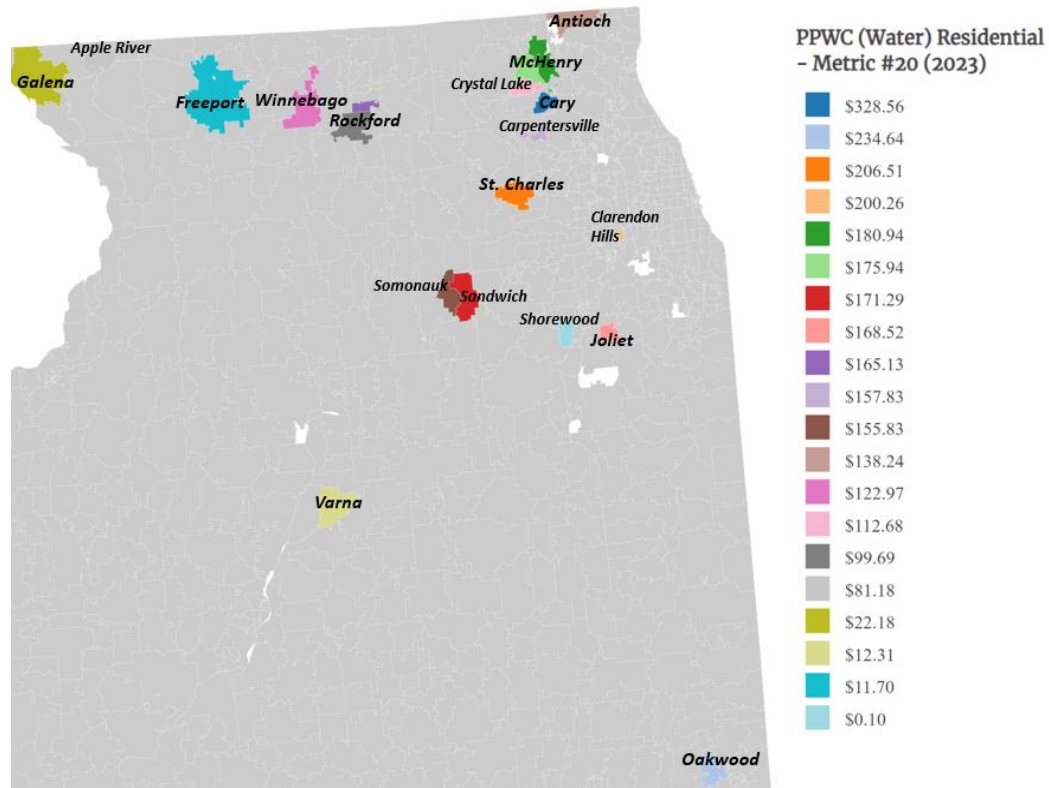 Antioch
Apple River
McHenry
Galena
Crystal Lake
Freeport
Winnebago
Cary
Rockford
Carpentersville
St. Charles
Clarendon
Hills
Somonauk
Sandwich
Shorewood
Joliet
Varna
Oakwood
PPWC (Water) Residential
– Metric #20 (2023)
$328.56
$234.64
$206.51
$200.26
$180.94
$175.94
$171.29
$168.52
$165.13
$157.83
$155.83
$138.24
$122.97
$112.68
$99.69
$81.18
$22.18
$12.31
$11.70
$0.10